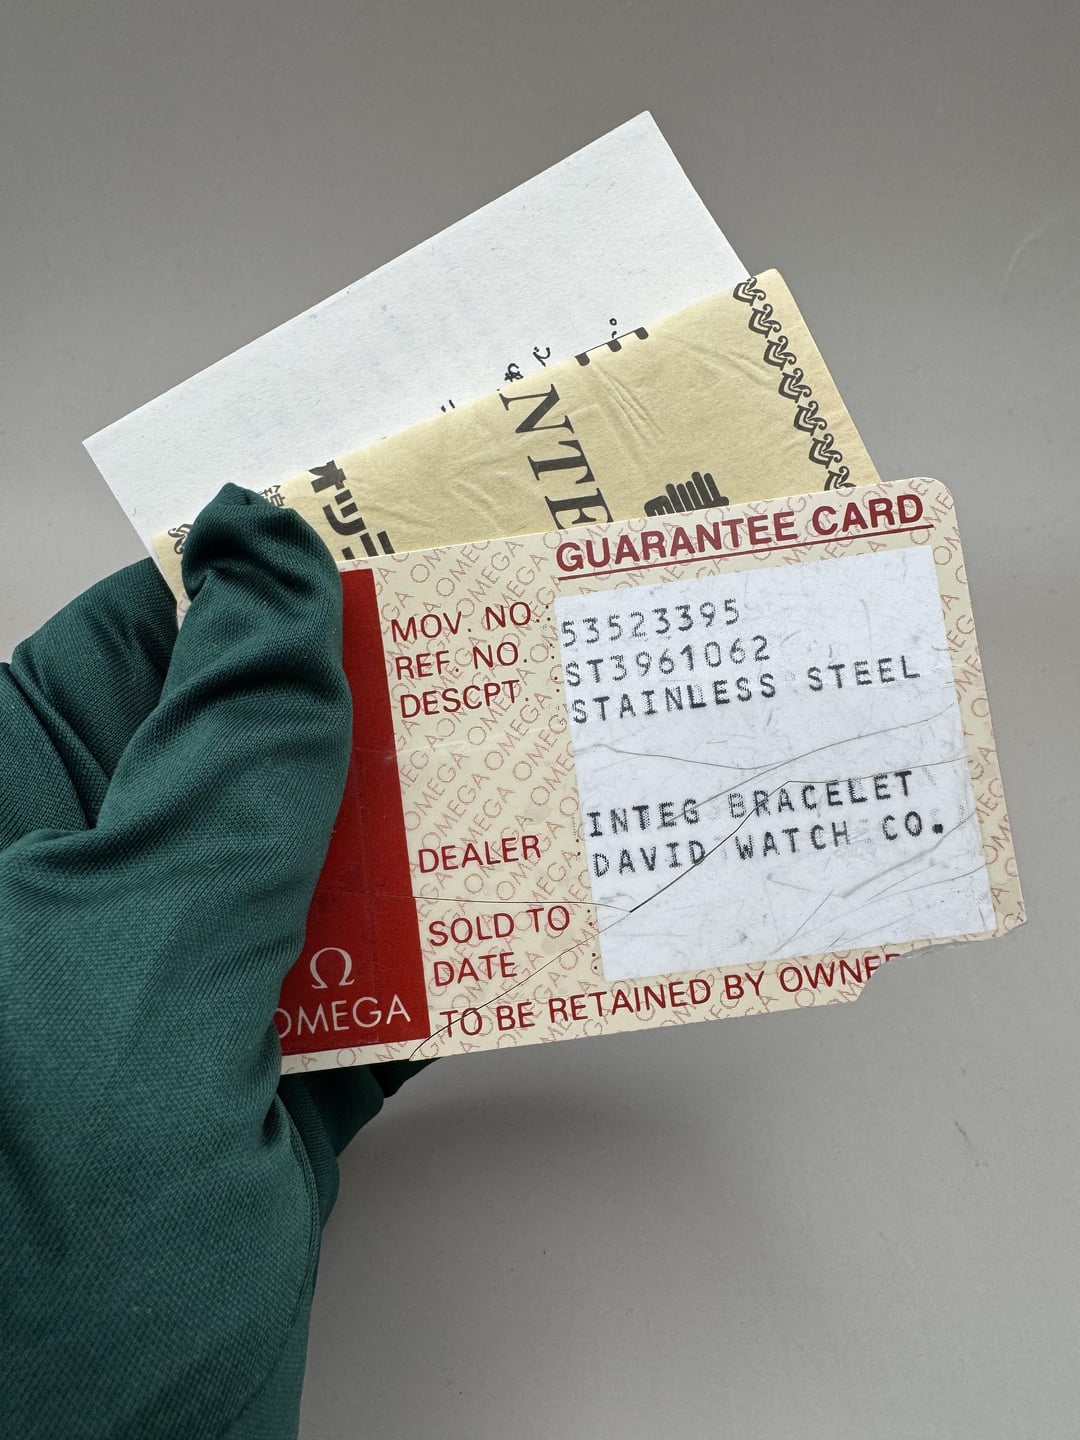 GUARANTEE CARD
MOV. NO. : 53523395
REF. NO. : ST3961062
DESCPT. : STAINLESS STEEL
INTEG BRACELET
DEALER : DAVID WATCH CO.
SOLD TO :
DATE :
TO BE RETAINED BY OWNER
Ω
OMEGA